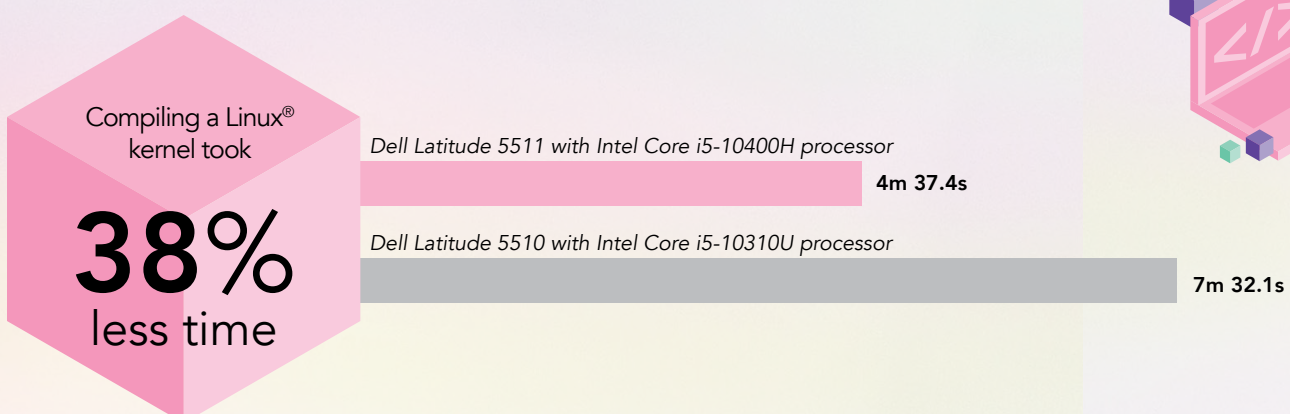 Compiling a Linux®
kernel took
38%
less time
Dell Latitude 5511 with Intel Core i5-10400H processor
4m 37.4s
Dell Latitude 5510 with Intel Core i5-10310U processor
7m 32.1s